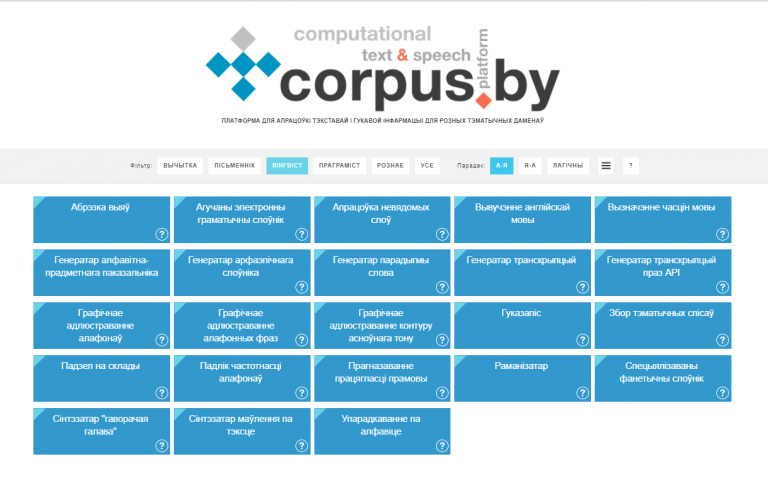 computational
text & speech
platform
corpus.by
ПЛАТФОРМА ДЛЯ АПРАЦОЎКІ ТЭКСТАВАЙ І ГУКАВОЙ ІНФАРМАЦЫІ ДЛЯ РОЗНЫХ ТЭМАТЫЧНЫХ ДАМЕНАЎ
Фільтр: ВЫЧЫТКА ПІСЬМЕННІК ЛІНГВІСТ ПРАГРАМІСТ РОЗНАЕ УСЕ Парадак: А-Я Я-А ЛАГІЧНЫ ?
Абрэзка выяў
?
Агучаны электронны
граматычны слоўнік
?
Апрацоўка невядомых
слоў
?
Вывучэнне англійскай
мовы
Вызначэнне часцін мовы
?
Генератар алфавітна-
прадметнага паказальніка
Генератар арфаэпічнага
слоўніка
?
Генератар парадыгмы
слова
?
Генератар транскрыпцый
?
Генератар транскрыпцый
праз API
?
Графічнае
адлюстраванне
алафонаў
?
Графічнае
адлюстраванне
алафонных фраз
?
Графічнае
адлюстраванне контуру
асноўнага тону
?
Гуказапіс
?
Збор тэматычных спісаў
?
Падзел на склады
?
Падлік частотнасці
алафонаў
?
Прагназаванне
працягласці прамовы
?
Раманізатар
?
Спецыялізаваны
фанетычны слоўнік
?
Сінтэзатар "гаворачая
галава"
?
Сінтэзатар маўлення па
тэксце
?
Упарадкаванне па
алфавіце
?